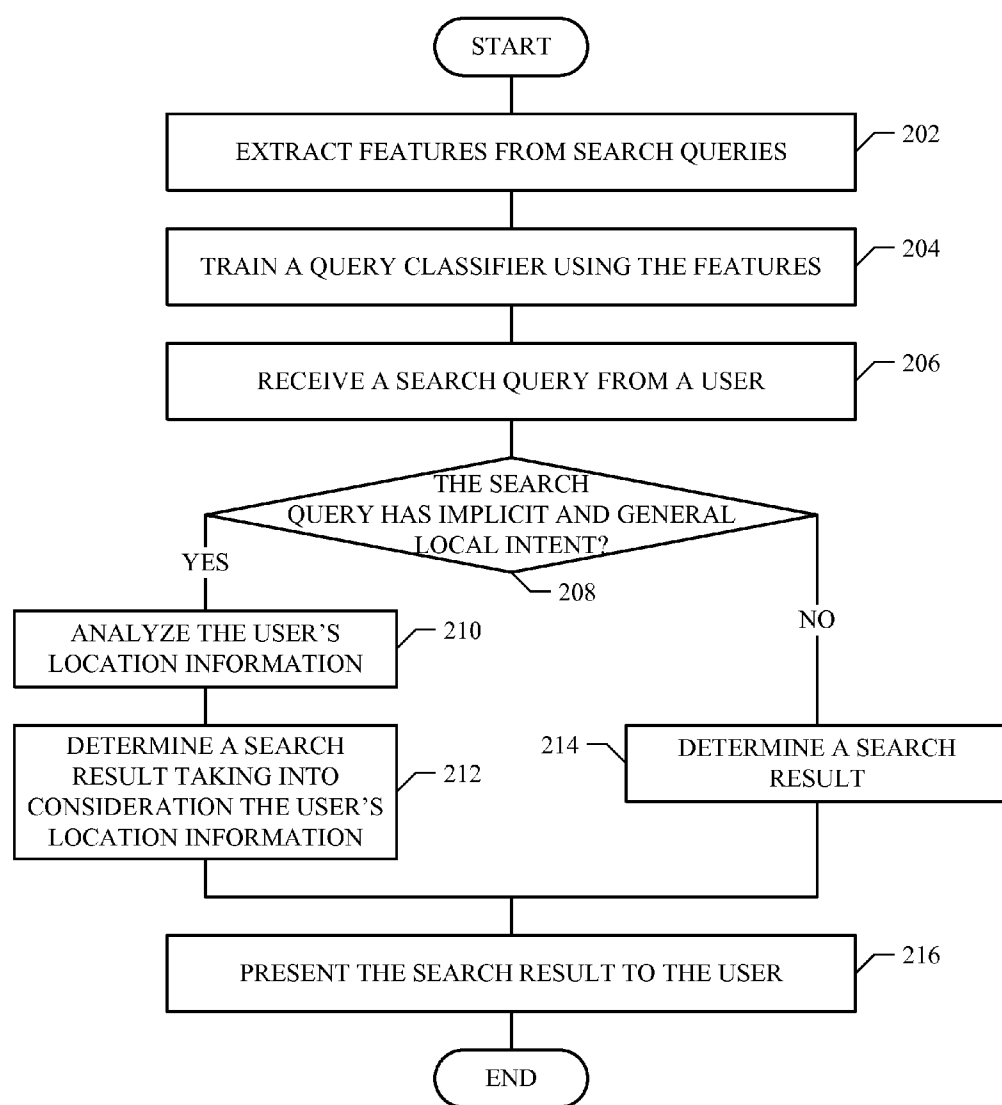 START
EXTRACT FEATURES FROM SEARCH QUERIES
202
TRAIN A QUERY CLASSIFIER USING THE FEATURES
204
RECEIVE A SEARCH QUERY FROM A USER
206
THE SEARCH
QUERY HAS IMPLICIT AND GENERAL
LOCAL INTENT?
208
YES
NO
ANALYZE THE USER'S
LOCATION INFORMATION
210
DETERMINE A SEARCH
RESULT TAKING INTO
CONSIDERATION THE USER'S
LOCATION INFORMATION
212
214
DETERMINE A SEARCH
RESULT
PRESENT THE SEARCH RESULT TO THE USER
216
END